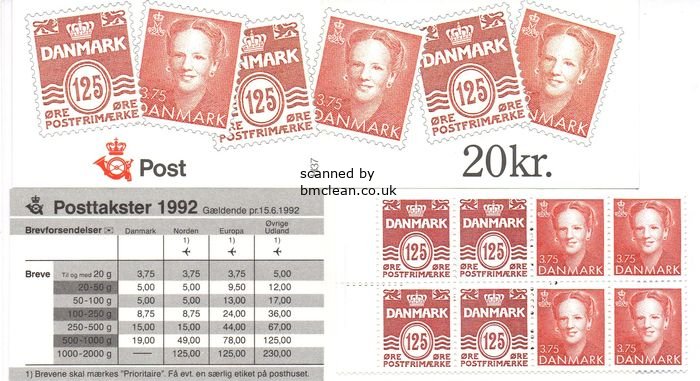 DANMARK
125
ØRE ØRE
POSTFRIMÆRKE
3.75
DANMARK
DANMARK
125
ØRE ØRE
POSTFRIMÆRKE
3.75
DANMARK
DANMARK
125
ØRE ØRE
POSTFRIMÆRKE
3.75
DANMARK
Post
scanned by
bmclean.co.uk
20kr.
Posttakster 1992 Gældende pr.15.6.1992
Brevforsendelser Danmark Norden Europa Øvrige Udland
1) 1) 1)
Breve Til og med 20 g 3,75 3,75 3,75 5,00
20-50 g 5,00 5,00 9,50 12,00
50-100 g 5,00 5,00 13,00 17,00
100-250 g 8,75 8,75 24,00 36,00
250-500 g 15,00 15,00 44,00 67,00
500-1000 g 19,00 49,00 78,00 125,00
1000-2000 g — 125,00 125,00 230,00
1) Brevene skal mærkes "Prioritaire". Få evt. en særlig etiket på posthuset.
DANMARK DANMARK
125 125 3.75 3.75
ØRE ØRE ØRE ØRE DANMARK DANMARK
POSTFRIMÆRKE POSTFRIMÆRKE
DANMARK DANMARK
125 125 3.75 3.75
ØRE ØRE ØRE ØRE DANMARK DANMARK
POSTFRIMÆRKE POSTFRIMÆRKE